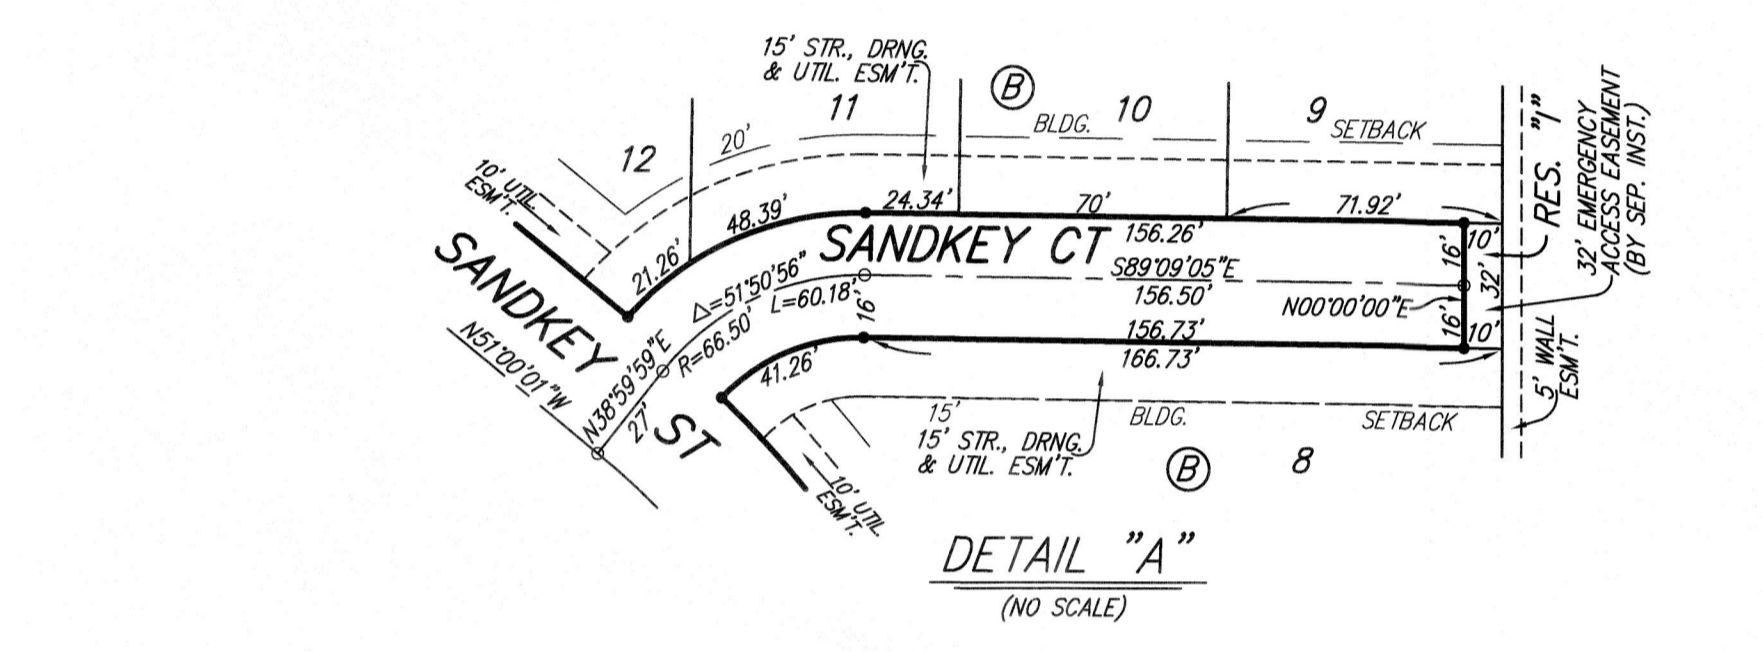 15' STR., DRNG.
& UTIL. ESM'T.
B
11
10
9
BLDG.
SETBACK
20'
12
10' UTIL.
ESM'T.
48.39'
24.34'
70'
71.92'
21.26'
SANDKEY CT
156.26'
S89°09'05"E
156.50'
156.73'
166.73'
Δ=51°50'56"
L=60.18'
R=66.50'
16'
16'
16'
10'
32'
10'
N00°00'00"E
RES. "1"
32' EMERGENCY
ACCESS EASEMENT
(BY SEP. INST.)
5' WALL
ESM'T.
SANDKEY ST
N51°00'01"W
N38°59'59"E
27'
41.26'
15'
BLDG.
SETBACK
15' STR., DRNG.
& UTIL. ESM'T.
B
8
10' UTIL.
ESM'T.
DETAIL "A"
(NO SCALE)